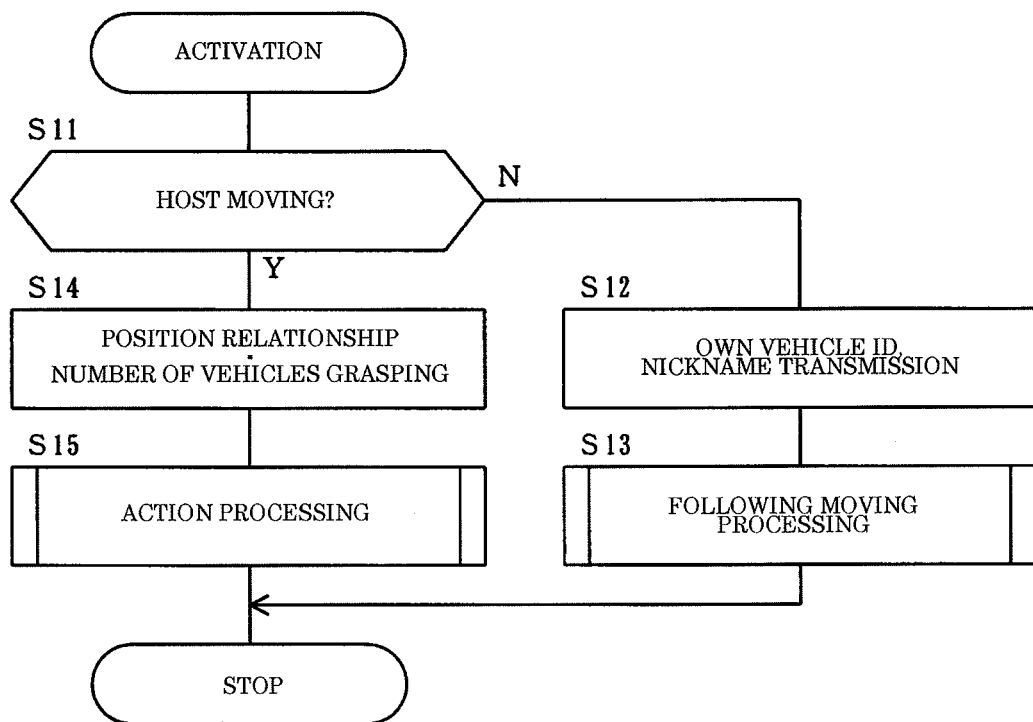 ACTIVATION
S11
HOST MOVING?
N
Y
S14
POSITION RELATIONSHIP
NUMBER OF VEHICLES GRASPING
S12
OWN VEHICLE ID,
NICKNAME TRANSMISSION
S15
ACTION PROCESSING
S13
FOLLOWING MOVING
PROCESSING
STOP